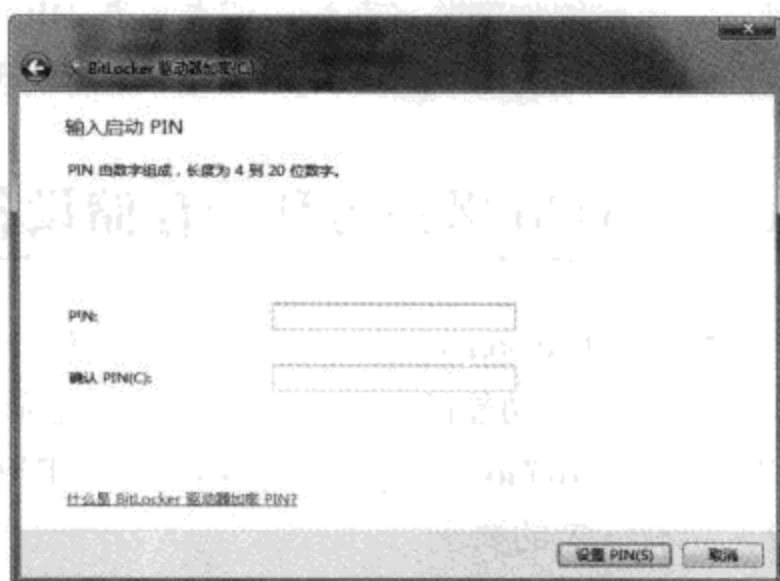 BitLocker 驱动器加密(C:)
输入启动 PIN
PIN 由数字组成，长度为 4 到 20 位数字。
PIN:
确认 PIN(C):
什么是 BitLocker 驱动器加密 PIN?
设置 PIN(S)
取消